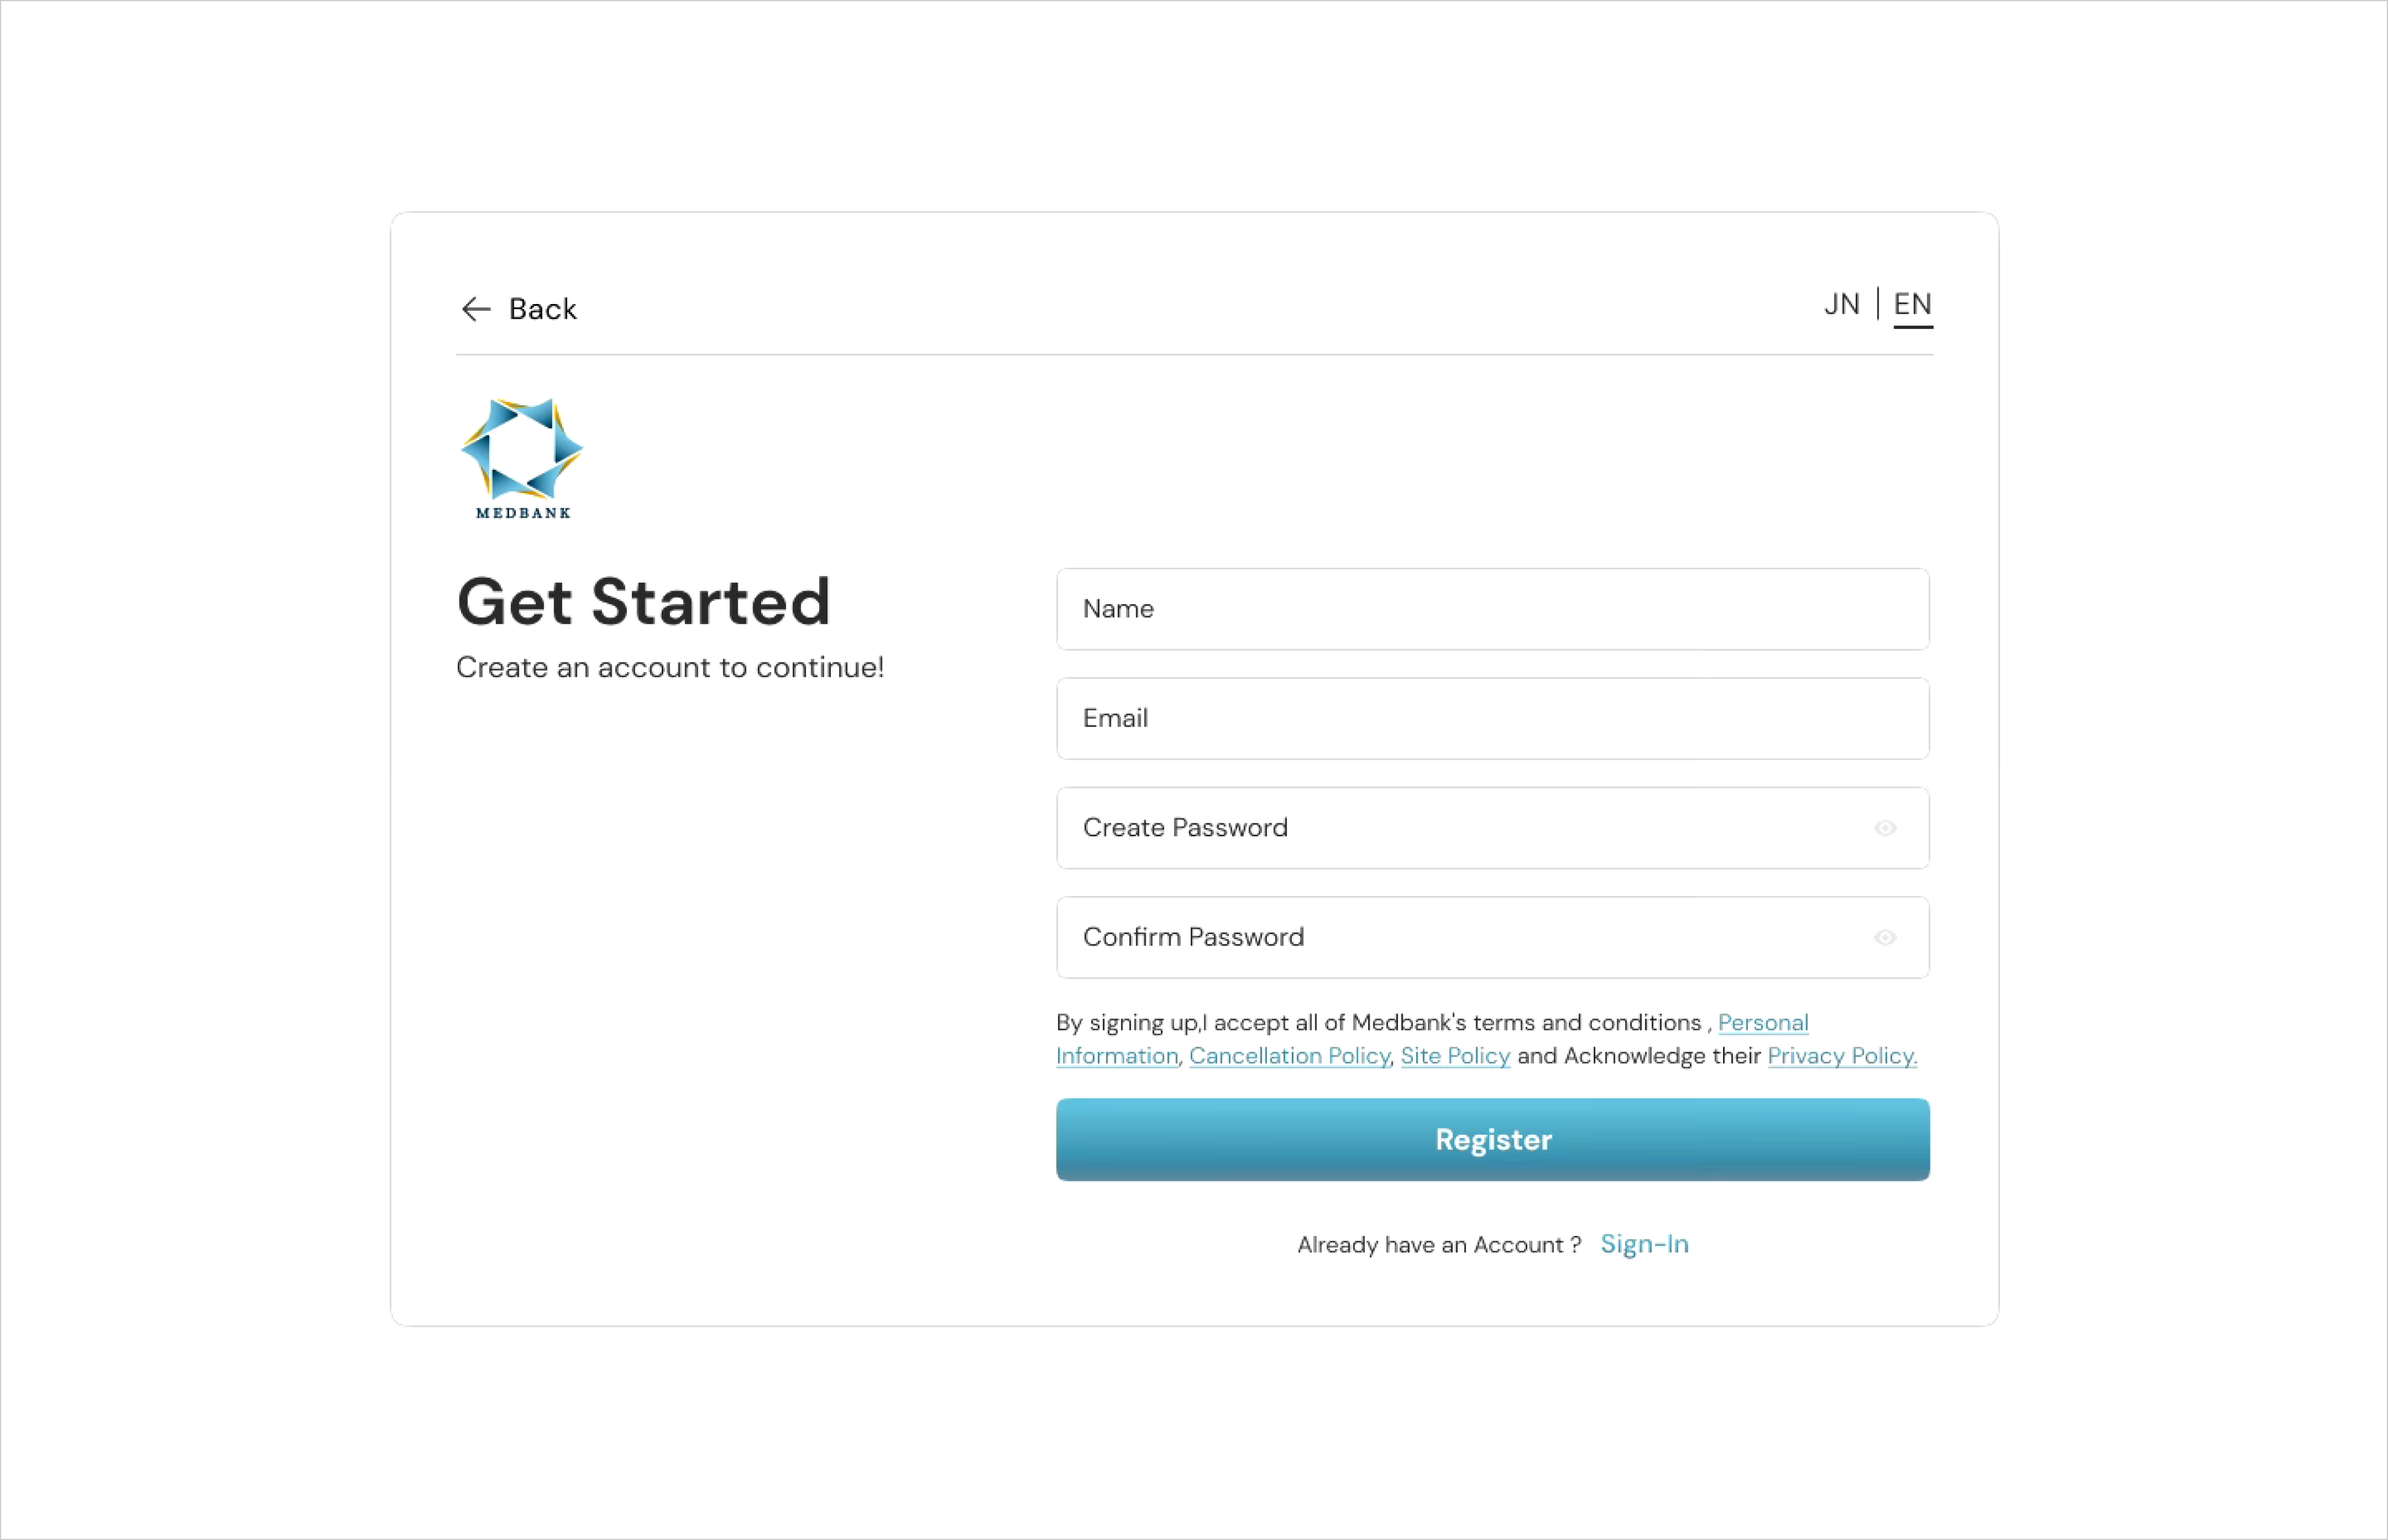 Back
JN | EN
MEDBANK
Get Started
Create an account to continue!
Name
Email
Create Password
Confirm Password
By signing up,I accept all of Medbank's terms and conditions , Personal
Information, Cancellation Policy, Site Policy and Acknowledge their Privacy Policy.
Register
Already have an Account ? Sign-In